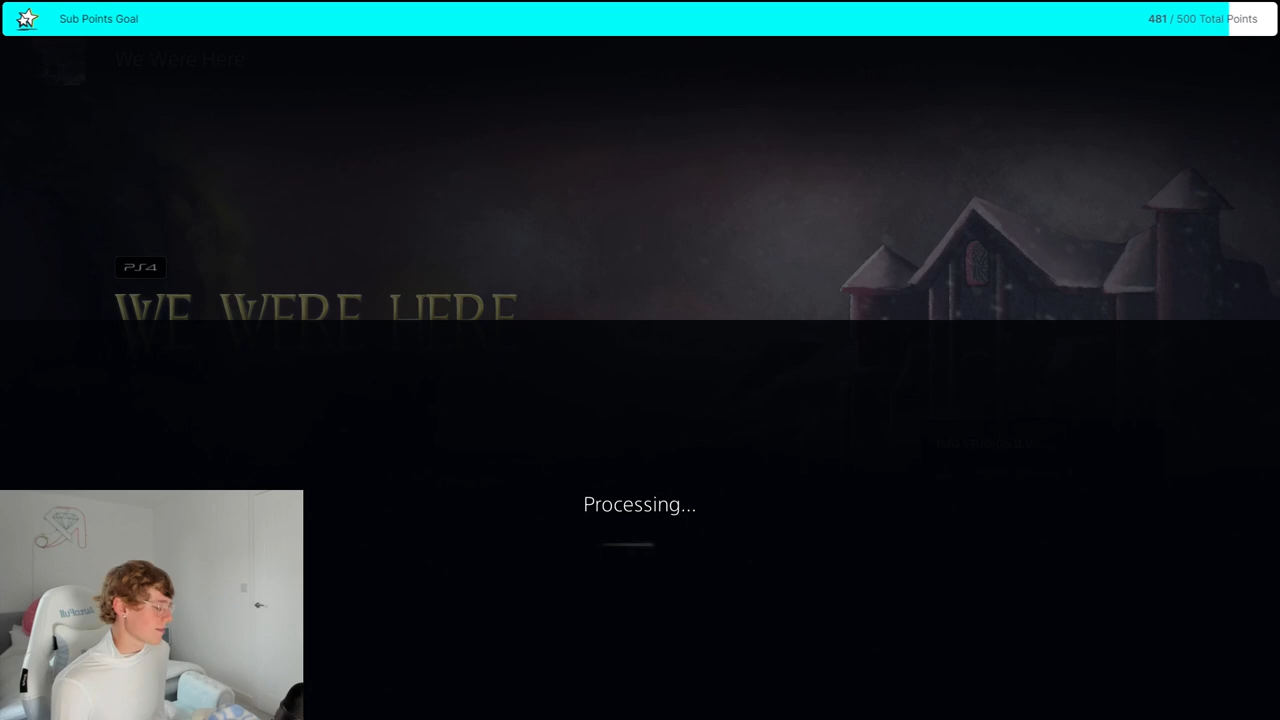 Sub Points Goal
481 / 500 Total Points
We Were Here
PS4
WE WERE HERE
Processing...